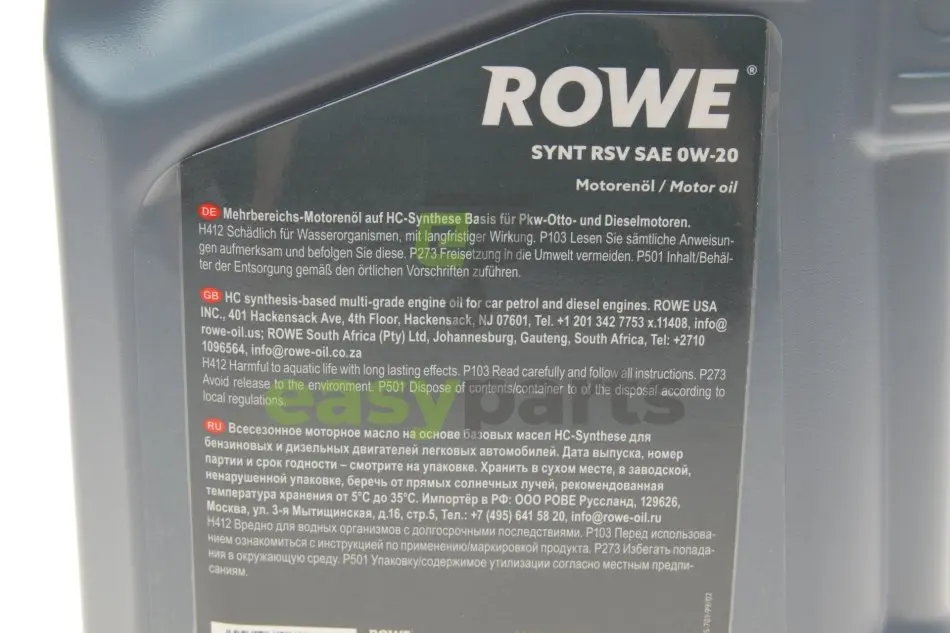 ROWE®
SYNT RSV SAE 0W-20
Motorenöl / Motor oil
DE Mehrbereichs-Motorenöl auf HC-Synthese Basis für Pkw-Otto- und Dieselmotoren.
H412 Schädlich für Wasserorganismen, mit langfristiger Wirkung. P103 Lesen Sie sämtliche Anweisun-
gen aufmerksam und befolgen Sie diese. P273 Freisetzung in die Umwelt vermeiden. P501 Inhalt/Behäl-
ter der Entsorgung gemäß den örtlichen Vorschriften zuführen.
GB HC synthesis-based multi-grade engine oil for car petrol and diesel engines. ROWE USA
INC., 401 Hackensack Ave, 4th Floor, Hackensack, NJ 07601, Tel. +1 201 342 7753 x.11408, info@
rowe-oil.us; ROWE South Africa (Pty) Ltd, Johannesburg, Gauteng, South Africa, Tel: +2710
1096564, info@rowe-oil.co.za
H412 Harmful to aquatic life with long lasting effects. P103 Read carefully and follow all instructions. P273
Avoid release to the environment. P501 Dispose of contents/container to of the disposal according to
local regulations.
easyparts
RU Всесезонное моторное масло на основе базовых масел HC-Synthese для
бензиновых и дизельных двигателей легковых автомобилей. Дата выпуска, номер
партии и срок годности – смотрите на упаковке. Хранить в сухом месте, в заводской,
ненарушенной упаковке, беречь от прямых солнечных лучей, рекомендованная
температура хранения от 5°C до 35°C. Импортёр в РФ: ООО РОВЕ Руссланд, 129626,
Москва, ул. 3-я Мытищинская, д.16, стр.5, Тел.: +7 (495) 641 58 20, info@rowe-oil.ru
H412 Вредно для водных организмов с долгосрочными последствиями. P103 Перед использова-
нием ознакомиться с инструкцией по применению/маркировкой продукта. P273 Избегать попада-
ния в окружающую среду. P501 Упаковку/содержимое утилизации согласно местным предпи-
саниям.
ROWE